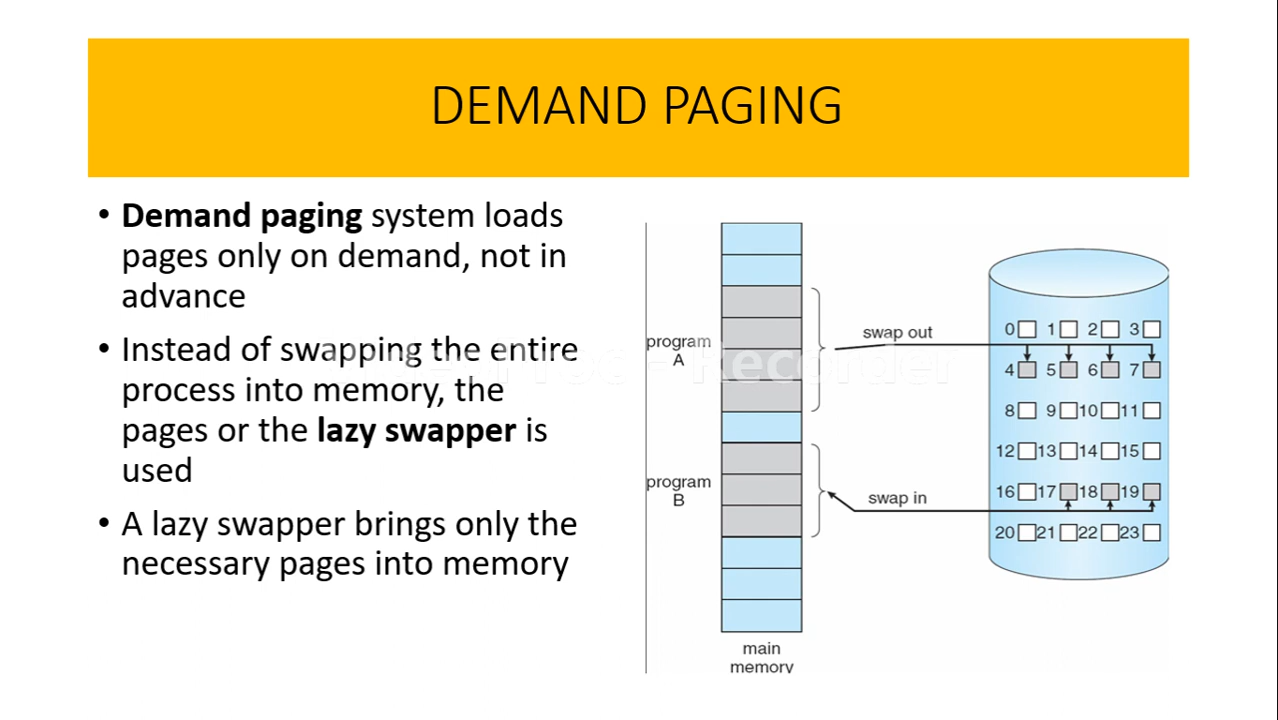 DEMAND PAGING
• Demand paging system loads
pages only on demand, not in
advance
• Instead of swapping the entire
process into memory, the
pages or the lazy swapper is
used
• A lazy swapper brings only the
necessary pages into memory
program
A
program
B
main
memory
swap out
swap in
0 1 2 3
4 5 6 7
8 9 10 11
12 13 14 15
16 17 18 19
20 21 22 23
Recorder